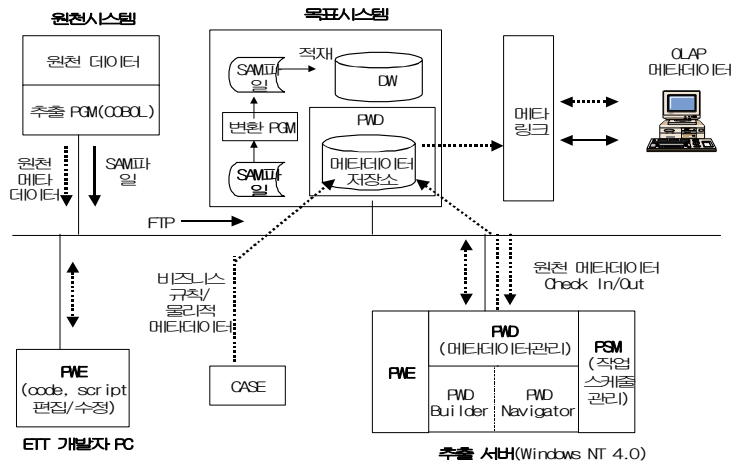 원천시스템
원천 데이터
추출 PGM(COBOL)
원천
메타
데이터
SAM파
일
목표시스템
SAM파
일
적재
DW
변환 PGM
SAM파
일
PWD
메타데이터
저장소
메타
링크
OLAP
메타데이터
FTP
비즈니스
규칙/
물리적
메타데이터
원천 메타데이터
Check In/Out
PWE
(code, script
편집/수정)
ETT 개발자 PC
CASE
PWE
PWD
(메타데이터관리)
PWD
Builder
PWD
Navigator
PSM
(작업
스케줄
관리)
추출 서버(Windows NT 4.0)